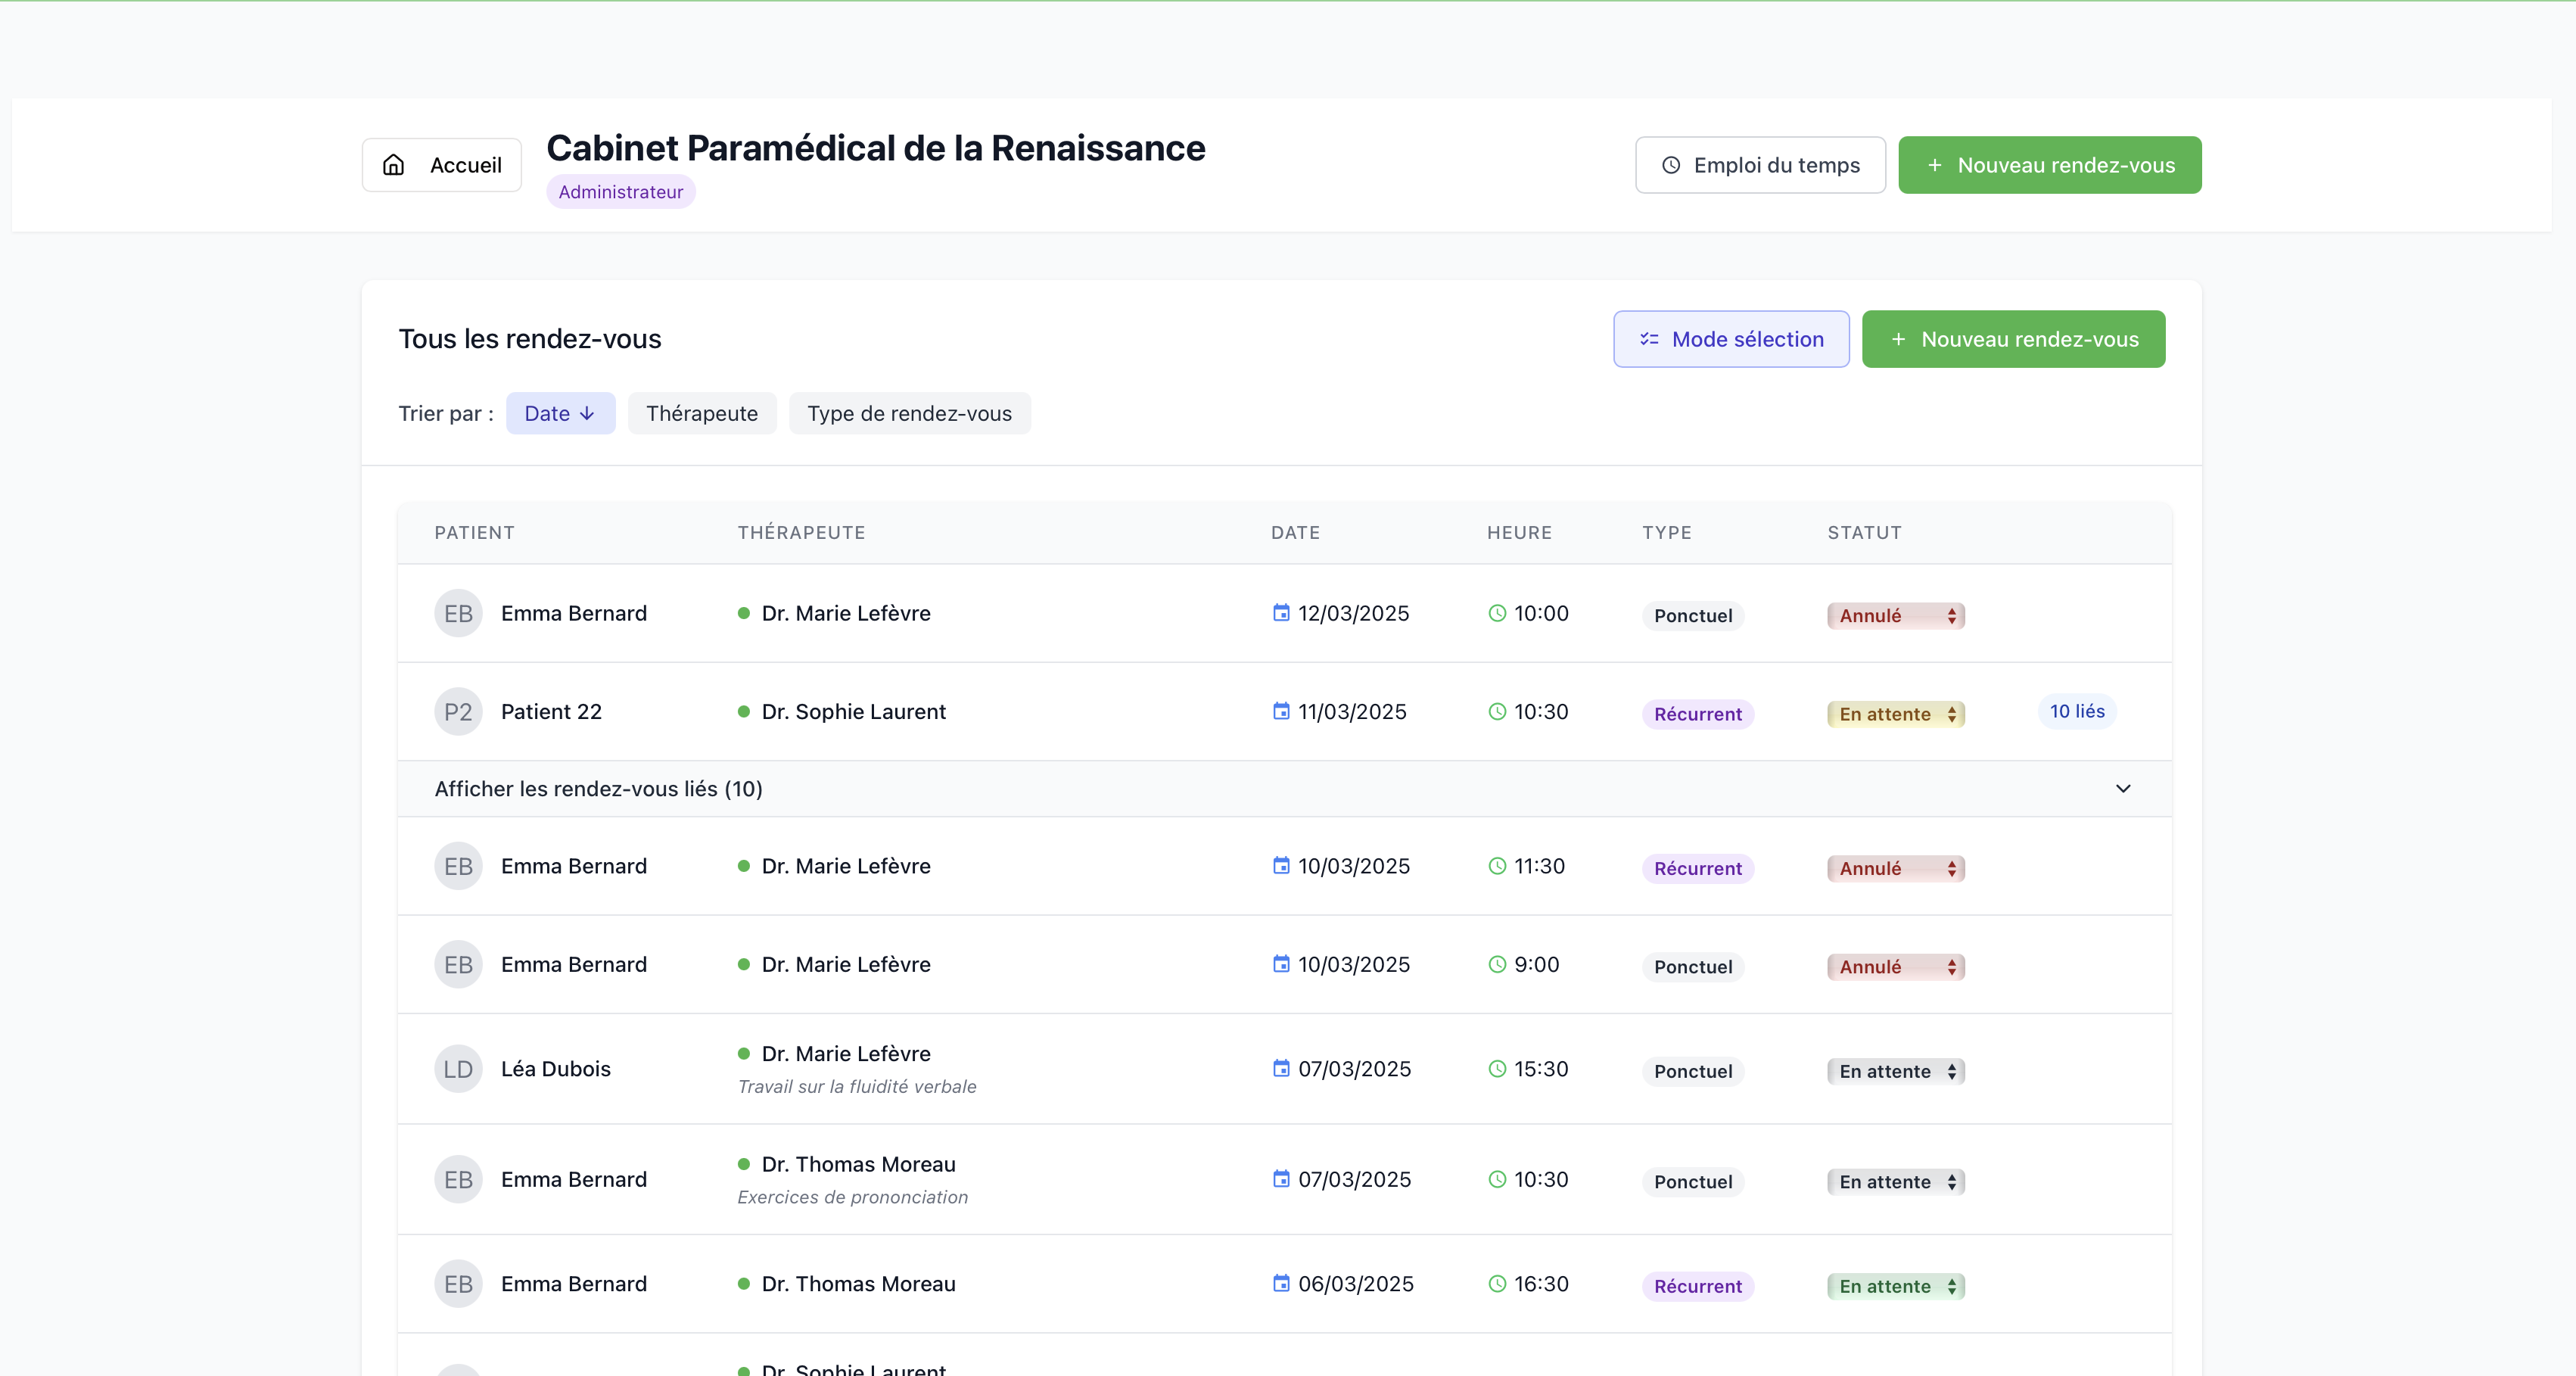 Accueil
Cabinet Paramédical de la Renaissance
Administrateur
Emploi du temps
+ Nouveau rendez-vous
Tous les rendez-vous
Mode sélection
+ Nouveau rendez-vous
Trier par : Date ↓ Thérapeute Type de rendez-vous
PATIENT THÉRAPEUTE DATE HEURE TYPE STATUT
EB Emma Bernard Dr. Marie Lefèvre 12/03/2025 10:00 Ponctuel Annulé
P2 Patient 22 Dr. Sophie Laurent 11/03/2025 10:30 Récurrent En attente 10 liés
Afficher les rendez-vous liés (10)
EB Emma Bernard Dr. Marie Lefèvre 10/03/2025 11:30 Récurrent Annulé
EB Emma Bernard Dr. Marie Lefèvre 10/03/2025 9:00 Ponctuel Annulé
LD Léa Dubois Dr. Marie Lefèvre 07/03/2025 15:30 Ponctuel En attente
Travail sur la fluidité verbale
EB Emma Bernard Dr. Thomas Moreau 07/03/2025 10:30 Ponctuel En attente
Exercices de prononciation
EB Emma Bernard Dr. Thomas Moreau 06/03/2025 16:30 Récurrent En attente
Dr. Sophie Laurent